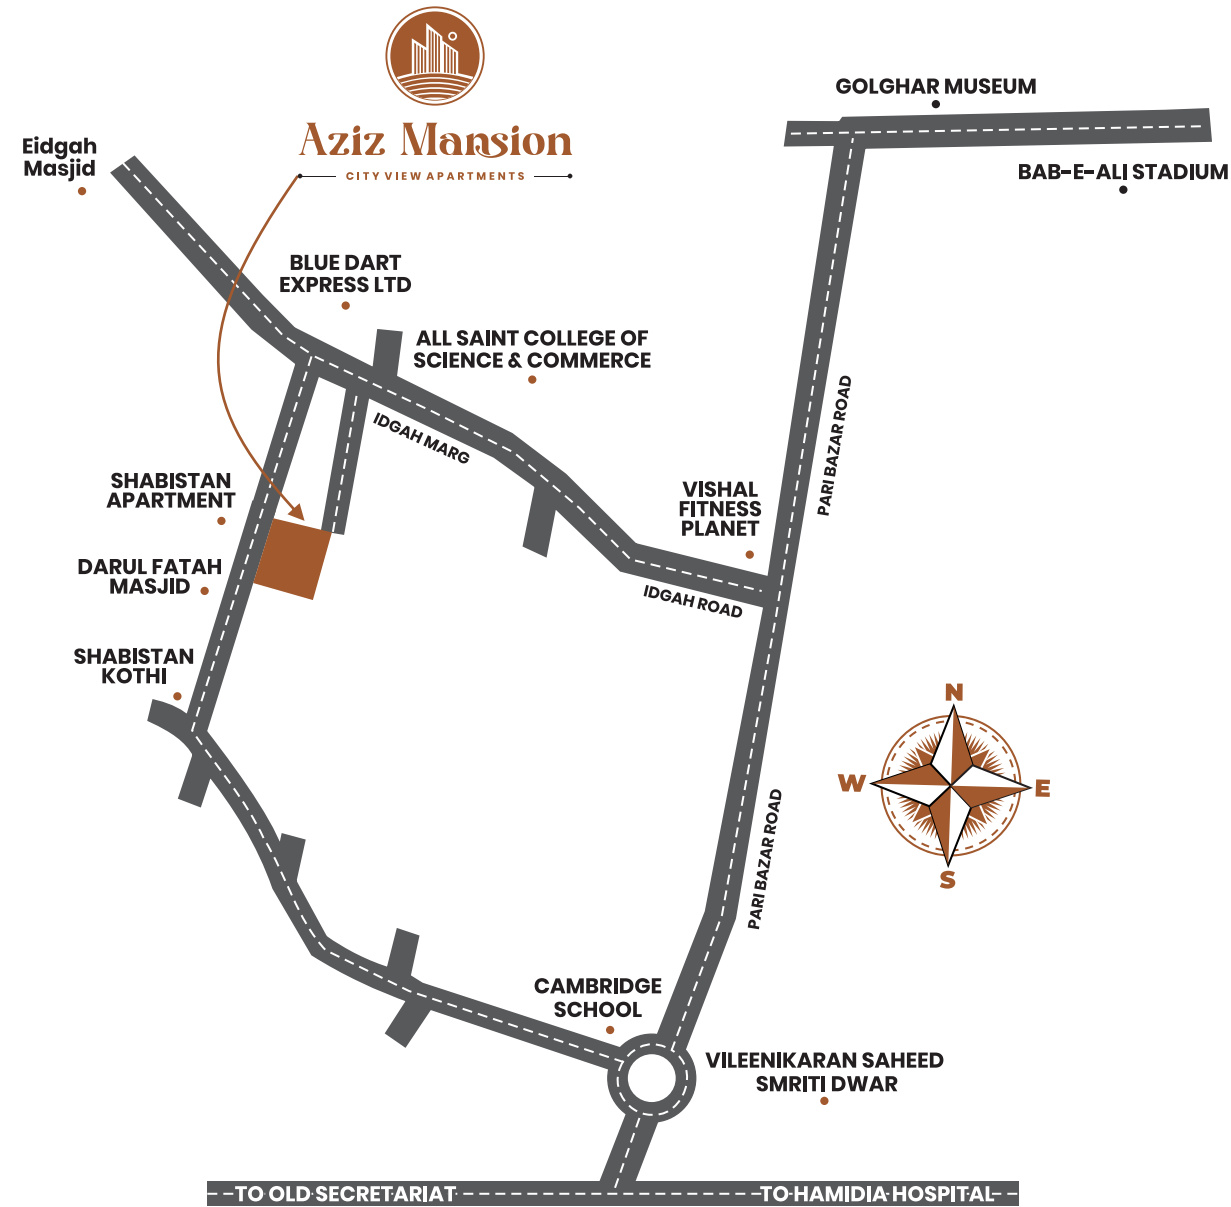 GOLGHAR MUSEUM
Aziz Mansion
CITY VIEW APARTMENTS
Eidgah
Masjid
BAB-E-ALI STADIUM
BLUE DART
EXPRESS LTD
ALL SAINT COLLEGE OF
SCIENCE & COMMERCE
IDGAH MARG
PARI BAZAR ROAD
SHABISTAN
APARTMENT
VISHAL
FITNESS
PLANET
DARUL FATAH
MASJID
IDGAH ROAD
SHABISTAN
KOTHI
N
W
E
S
PARI BAZAR ROAD
CAMBRIDGE
SCHOOL
VILEENIKARAN SAHEED
SMRITI DWAR
TO OLD SECRETARIAT
TO HAMIDIA HOSPITAL